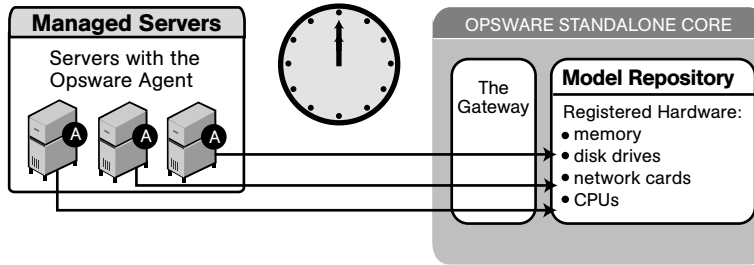 Managed Servers
Servers with the
Opsware Agent
A
A
A
OPSWARE STANDALONE CORE
The
Gateway
Model Repository
Registered Hardware:
• memory
• disk drives
• network cards
• CPUs